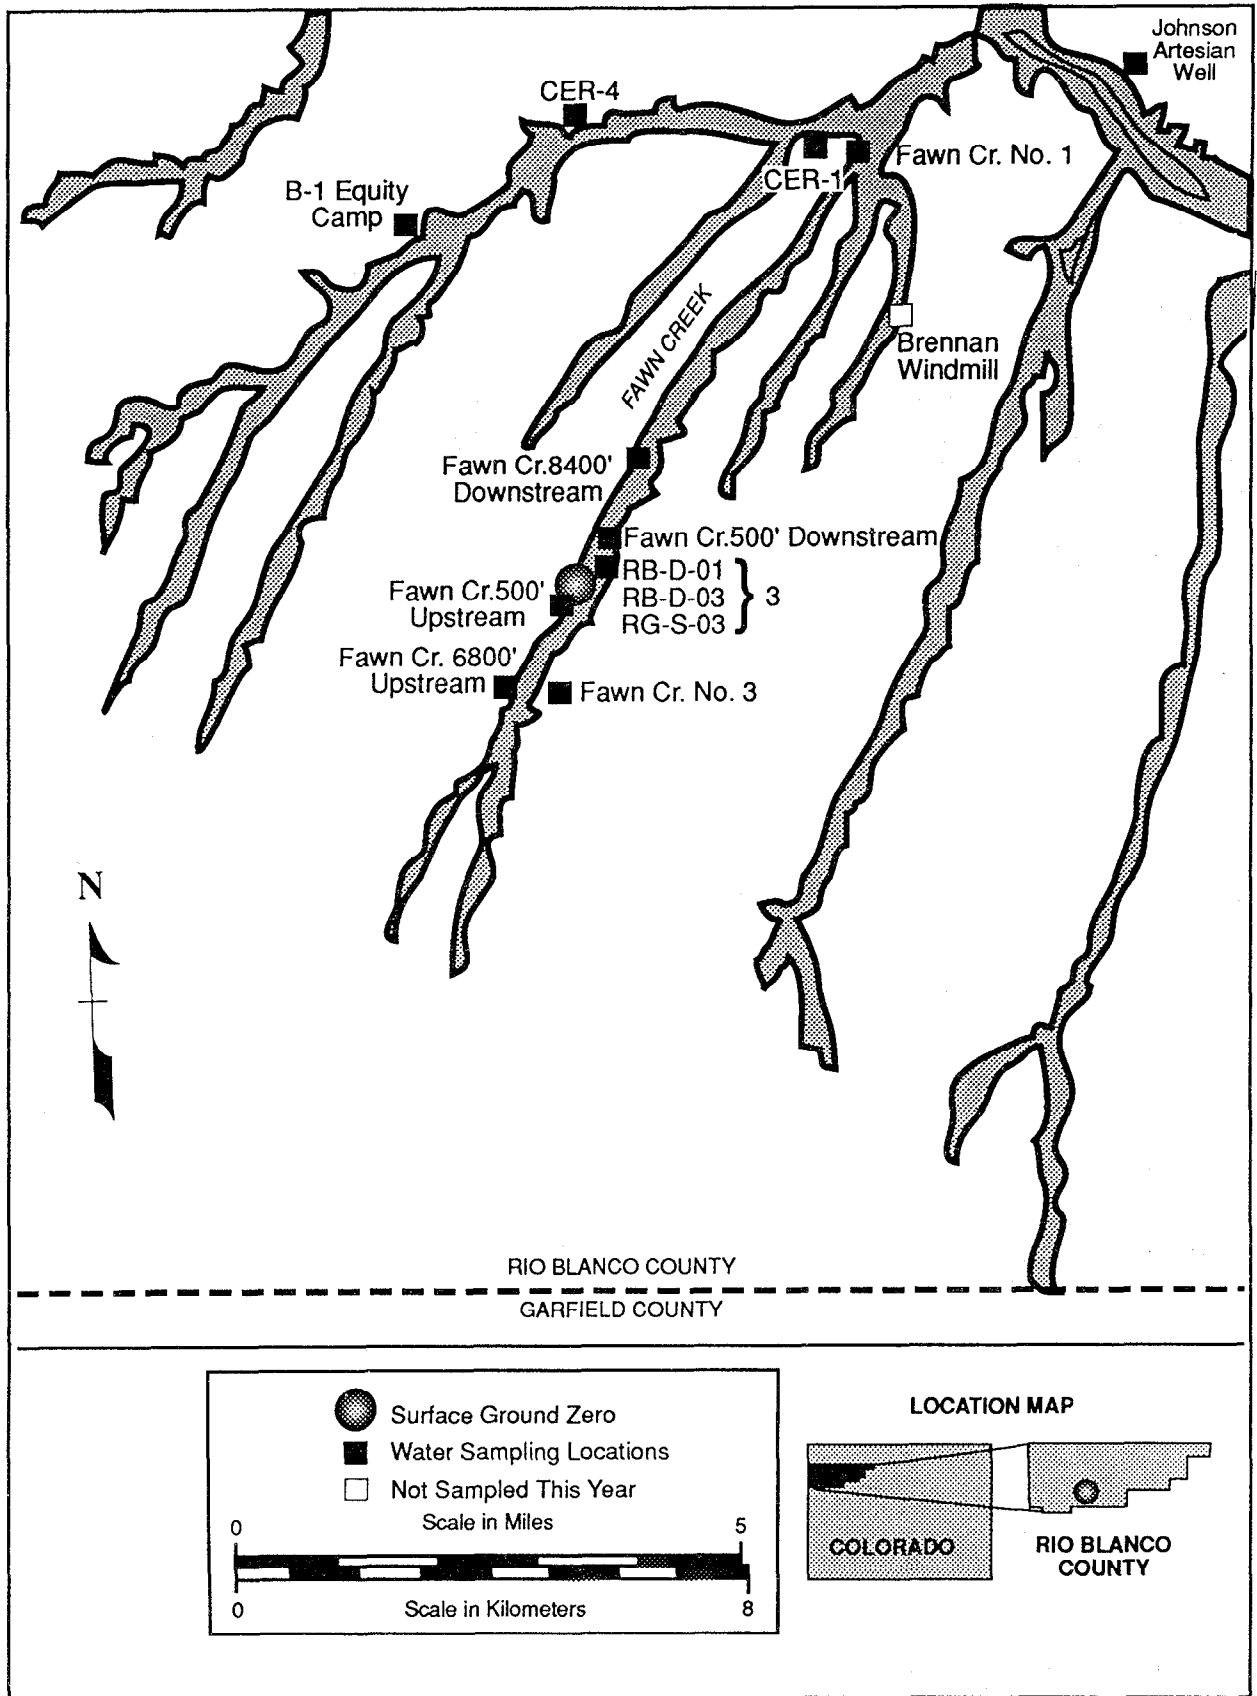 Johnson
Artesian
Well
CER-4
Fawn Cr. No. 1
CER-1
B-1 Equity
Camp
FAWN CREEK
Brennan
Windmill
Fawn Cr.8400'
Downstream
Fawn Cr.500' Downstream
RB-D-01
RB-D-03
RG-S-03
} 3
Fawn Cr.500'
Upstream
Fawn Cr. 6800'
Upstream
Fawn Cr. No. 3
N
RIO BLANCO COUNTY
GARFIELD COUNTY
Surface Ground Zero
Water Sampling Locations
Not Sampled This Year
Scale in Miles
0 5
0 8
Scale in Kilometers
LOCATION MAP
COLORADO
RIO BLANCO
COUNTY